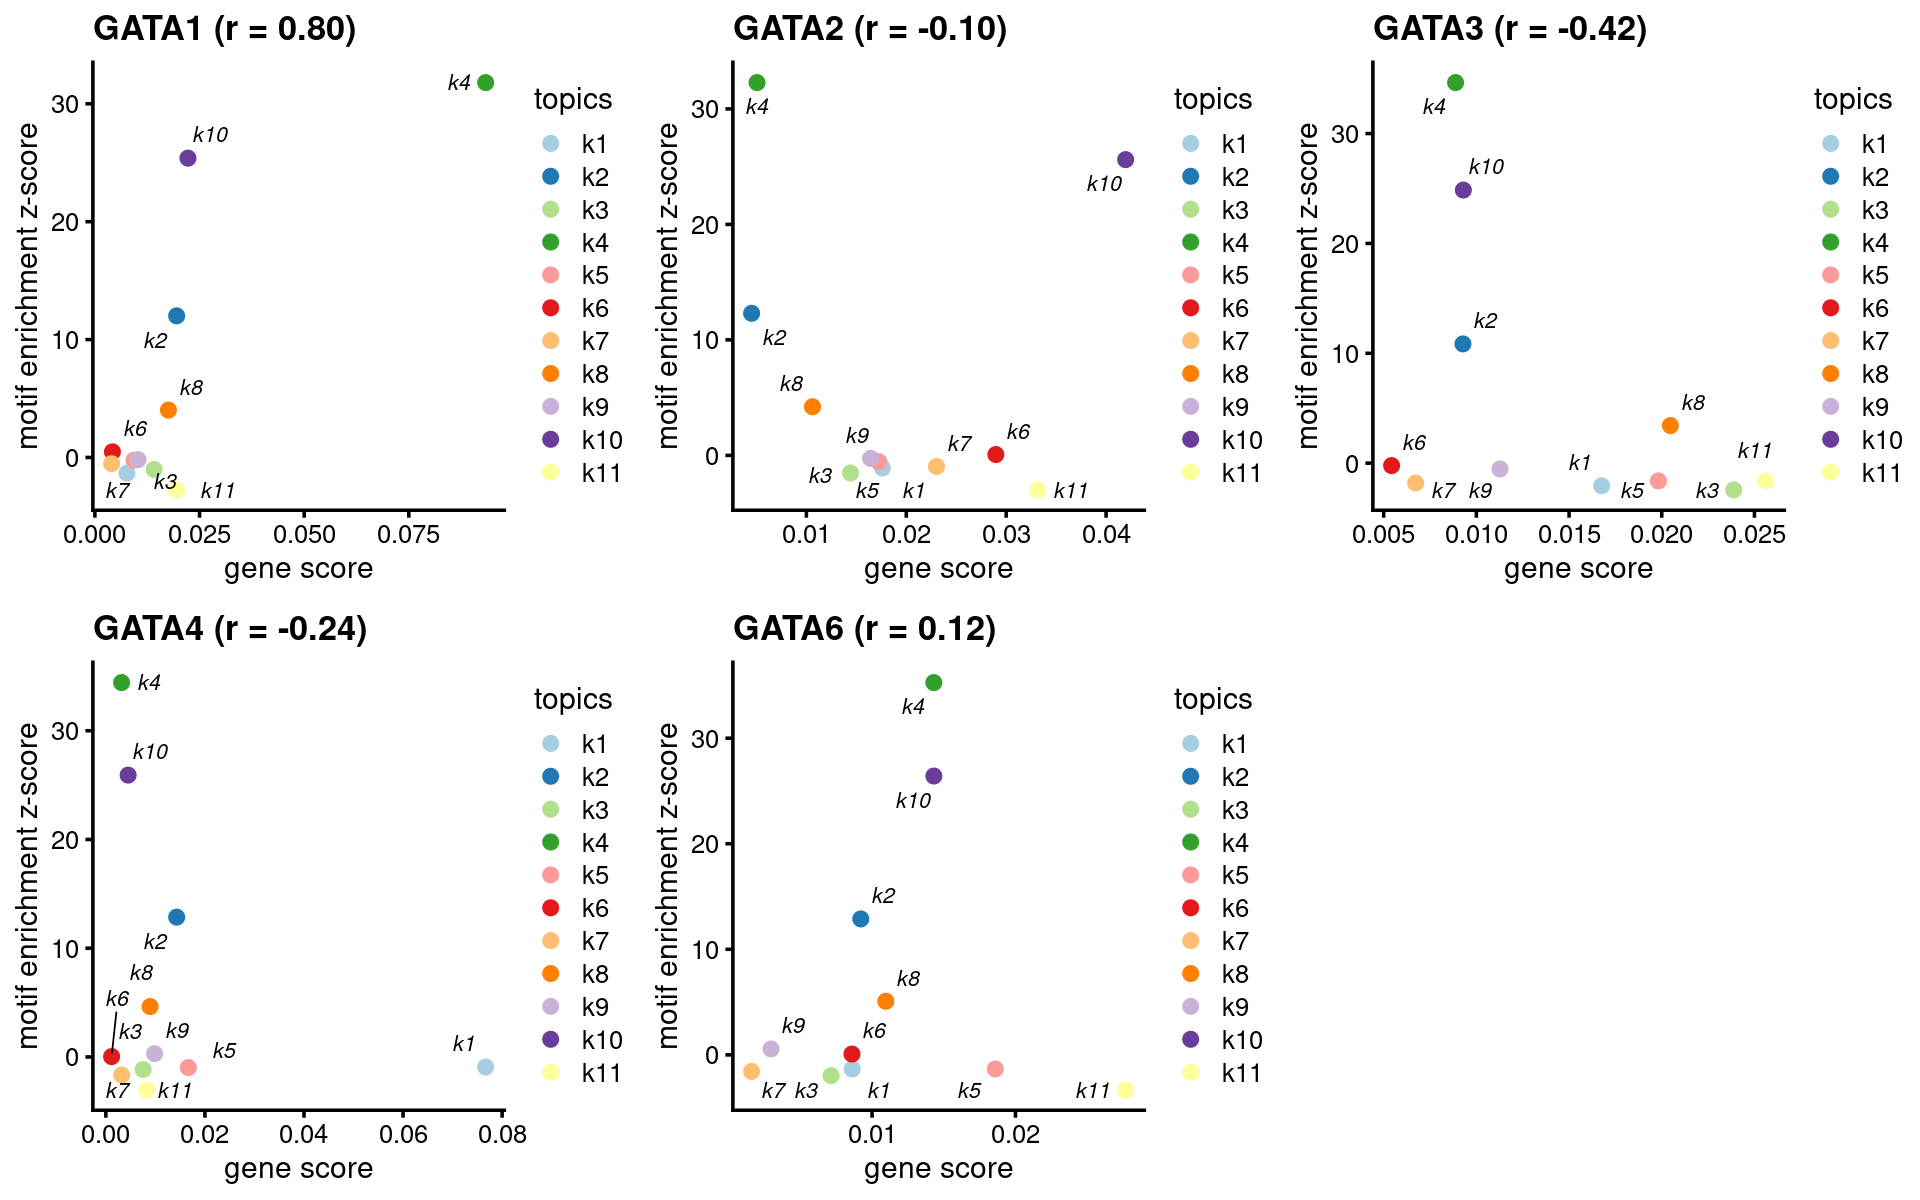 GATA1 (r = 0.80)
motif enrichment z-score
30
20
10
0
k4
k10
k2
k8
k6
k3
k7
k11
0.000
0.025
0.050
0.075
gene score
topics
k1
k2
k3
k4
k5
k6
k7
k8
k9
k10
k11
GATA2 (r = -0.10)
motif enrichment z-score
30
20
10
0
k4
k10
k2
k8
k9
k7
k6
k3
k5
k1
k11
0.01
0.02
0.03
0.04
gene score
topics
k1
k2
k3
k4
k5
k6
k7
k8
k9
k10
k11
GATA3 (r = -0.42)
motif enrichment z-score
30
20
10
0
k4
k10
k2
k8
k6
k1
k11
k7
k9
k5
k3
0.005
0.010
0.015
0.020
0.025
gene score
topics
k1
k2
k3
k4
k5
k6
k7
k8
k9
k10
k11
GATA4 (r = -0.24)
motif enrichment z-score
30
20
10
0
k4
k10
k2
k8
k6
k3
k9
k5
k1
k7
k11
0.00
0.02
0.04
0.06
0.08
gene score
topics
k1
k2
k3
k4
k5
k6
k7
k8
k9
k10
k11
GATA6 (r = 0.12)
motif enrichment z-score
30
20
10
0
k4
k10
k2
k8
k9
k6
k7
k3
k1
k5
k11
0.01
0.02
gene score
topics
k1
k2
k3
k4
k5
k6
k7
k8
k9
k10
k11